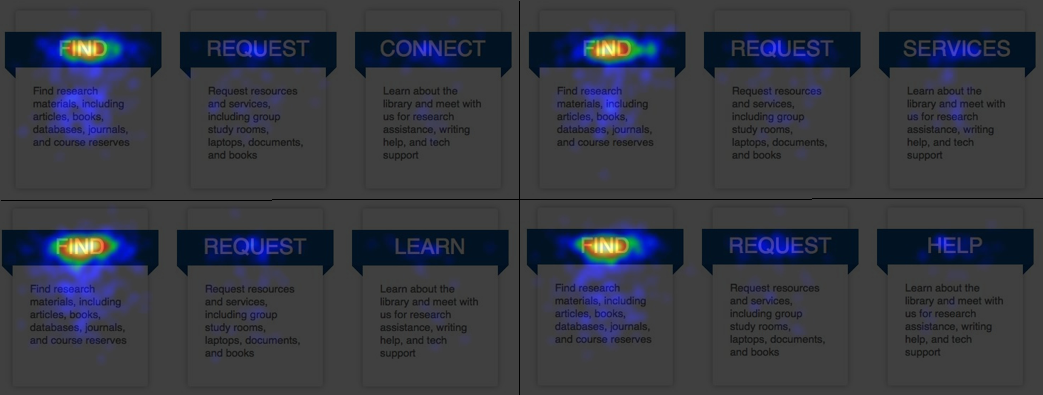 FIND
Find research
materials, including
articles, books,
databases, journals,
and course reserves
REQUEST
Request resources
and services,
including group
study rooms,
laptops, documents,
and books
CONNECT
Learn about the
library and meet with
us for research
assistance, writing
help, and tech
support
FIND
Find research
materials, including
articles, books,
databases, journals,
and course reserves
REQUEST
Request resources
and services,
including group
study rooms,
laptops, documents,
and books
SERVICES
Learn about the
library and meet with
us for research
assistance, writing
help, and tech
support
FIND
Find research
materials, including
articles, books,
databases, journals,
and course reserves
REQUEST
Request resources
and services,
including group
study rooms,
laptops, documents,
and books
LEARN
Learn about the
library and meet with
us for research
assistance, writing
help, and tech
support
FIND
Find research
materials, including
articles, books,
databases, journals,
and course reserves
REQUEST
Request resources
and services,
including group
study rooms,
laptops, documents,
and books
HELP
Learn about the
library and meet with
us for research
assistance, writing
help, and tech
support